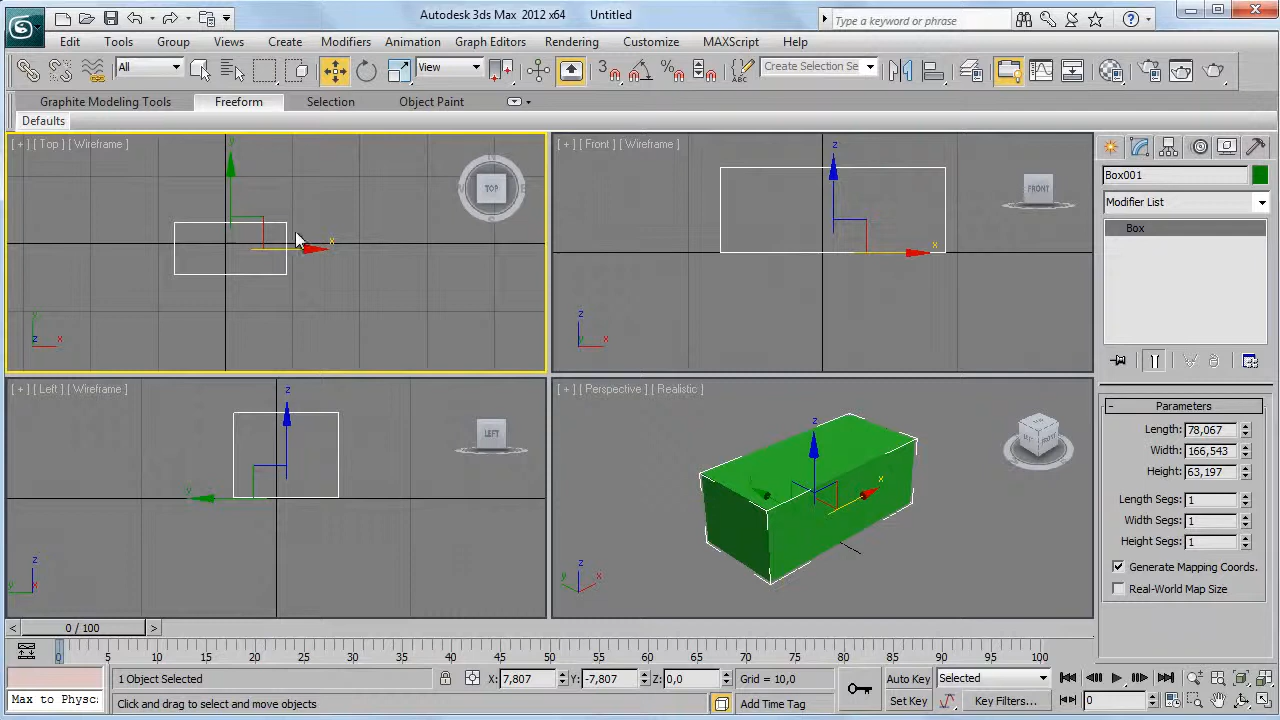 Autodesk 3ds Max 2012 x64 Untitled
Type a keyword or phrase
Edit Tools Group Views Create Modifiers Animation Graph Editors Rendering Customize MAXScript Help
All View 3 Create Selection Se
Graphite Modeling Tools Freeform Selection Object Paint
Defaults
[ + ] [ Top ] [ Wireframe ]
y
TOP
x
y
z x
[ + ] [ Front ] [ Wireframe ]
z
FRONT
x
z
x
[ + ] [ Left ] [ Wireframe ]
z
LEFT
y
z
y
[ + ] [ Perspective ] [ Realistic ]
z
x
z
y x
Box001
Modifier List
Box
- Parameters
Length: 78,067
Width: 166,543
Height: 63,197
Length Segs: 1
Width Segs: 1
Height Segs: 1
Generate Mapping Coords.
Real-World Map Size
< 0 / 100 >
0 5 10 15 20 25 30 35 40 45 50 55 60 65 70 75 80 85 90 95 100
1 Object Selected X: 7,807 Y: -7,807 Z: 0,0 Grid = 10,0 Auto Key Selected
Max to Physc Click and drag to select and move objects Add Time Tag Set Key Key Filters... 0